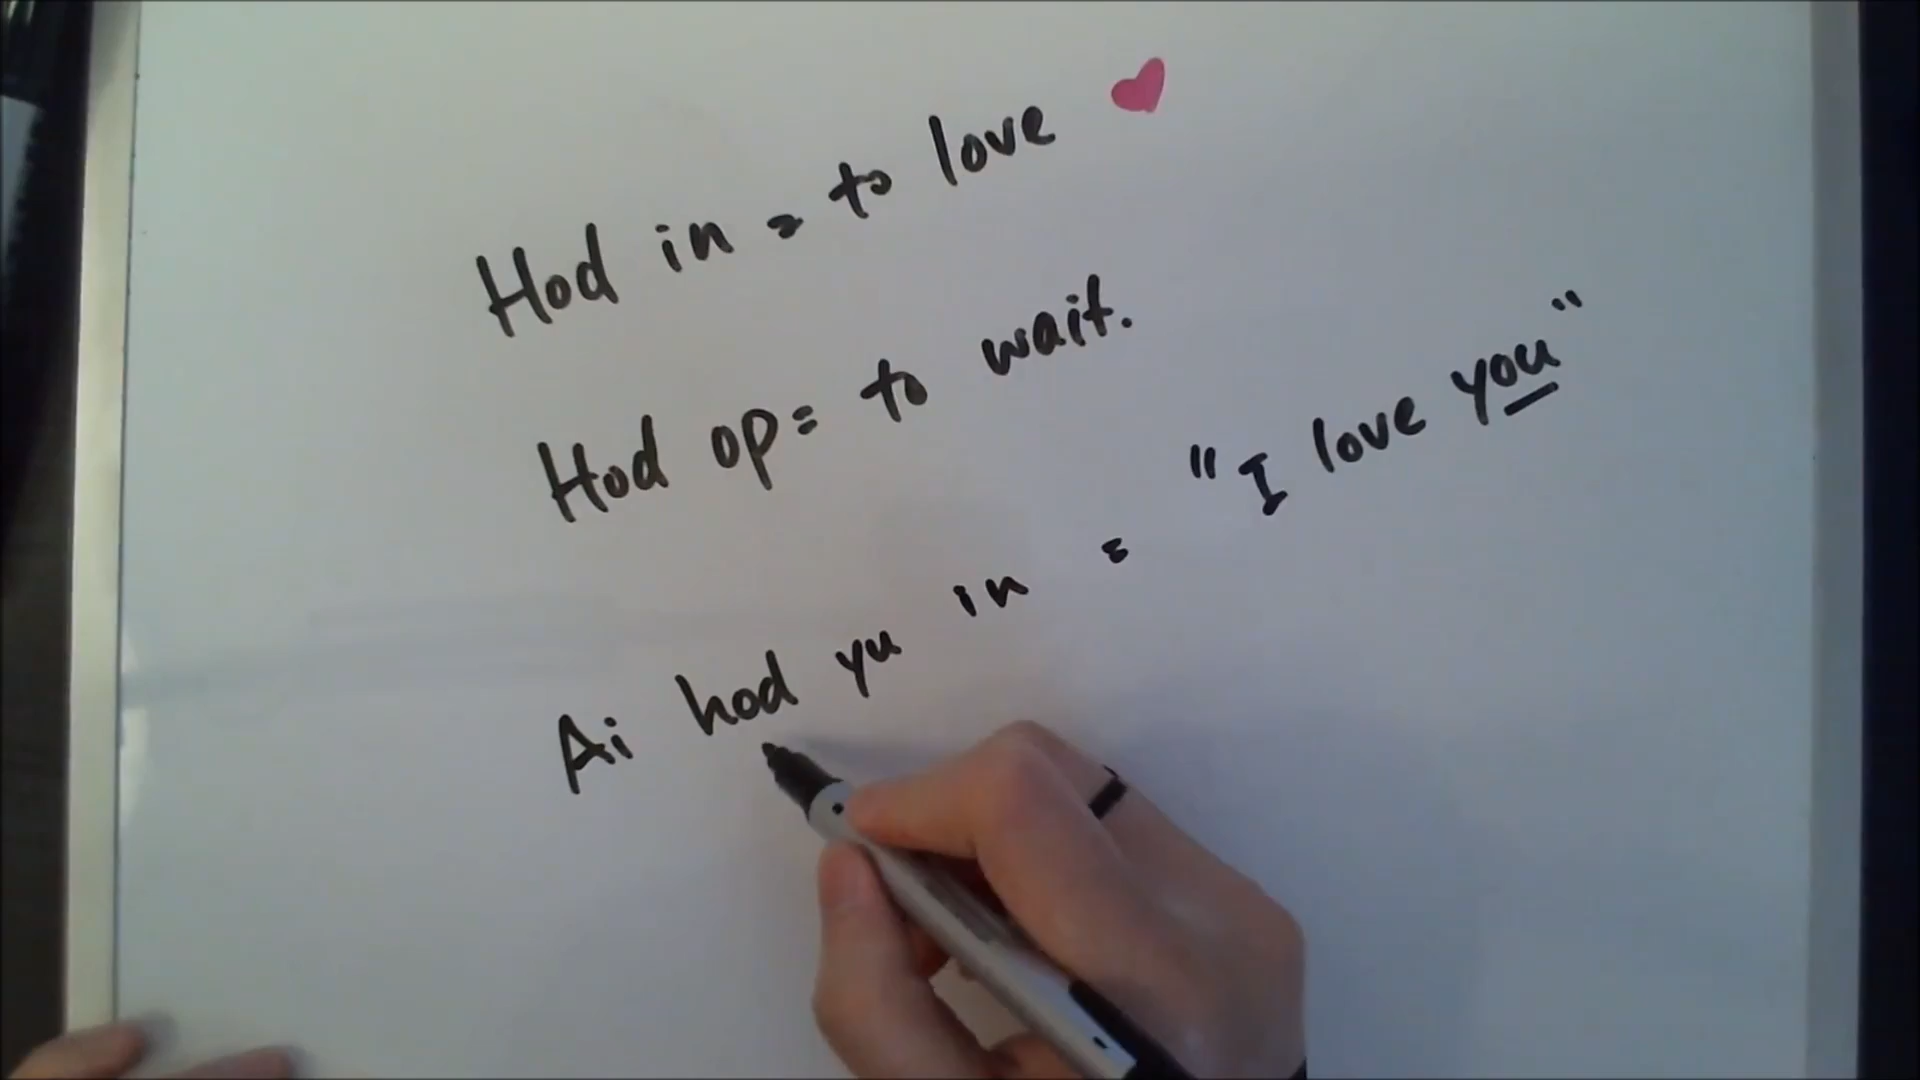 Hod in = to love
Hod op = to wait.
Ai hod yu in = "I love you"